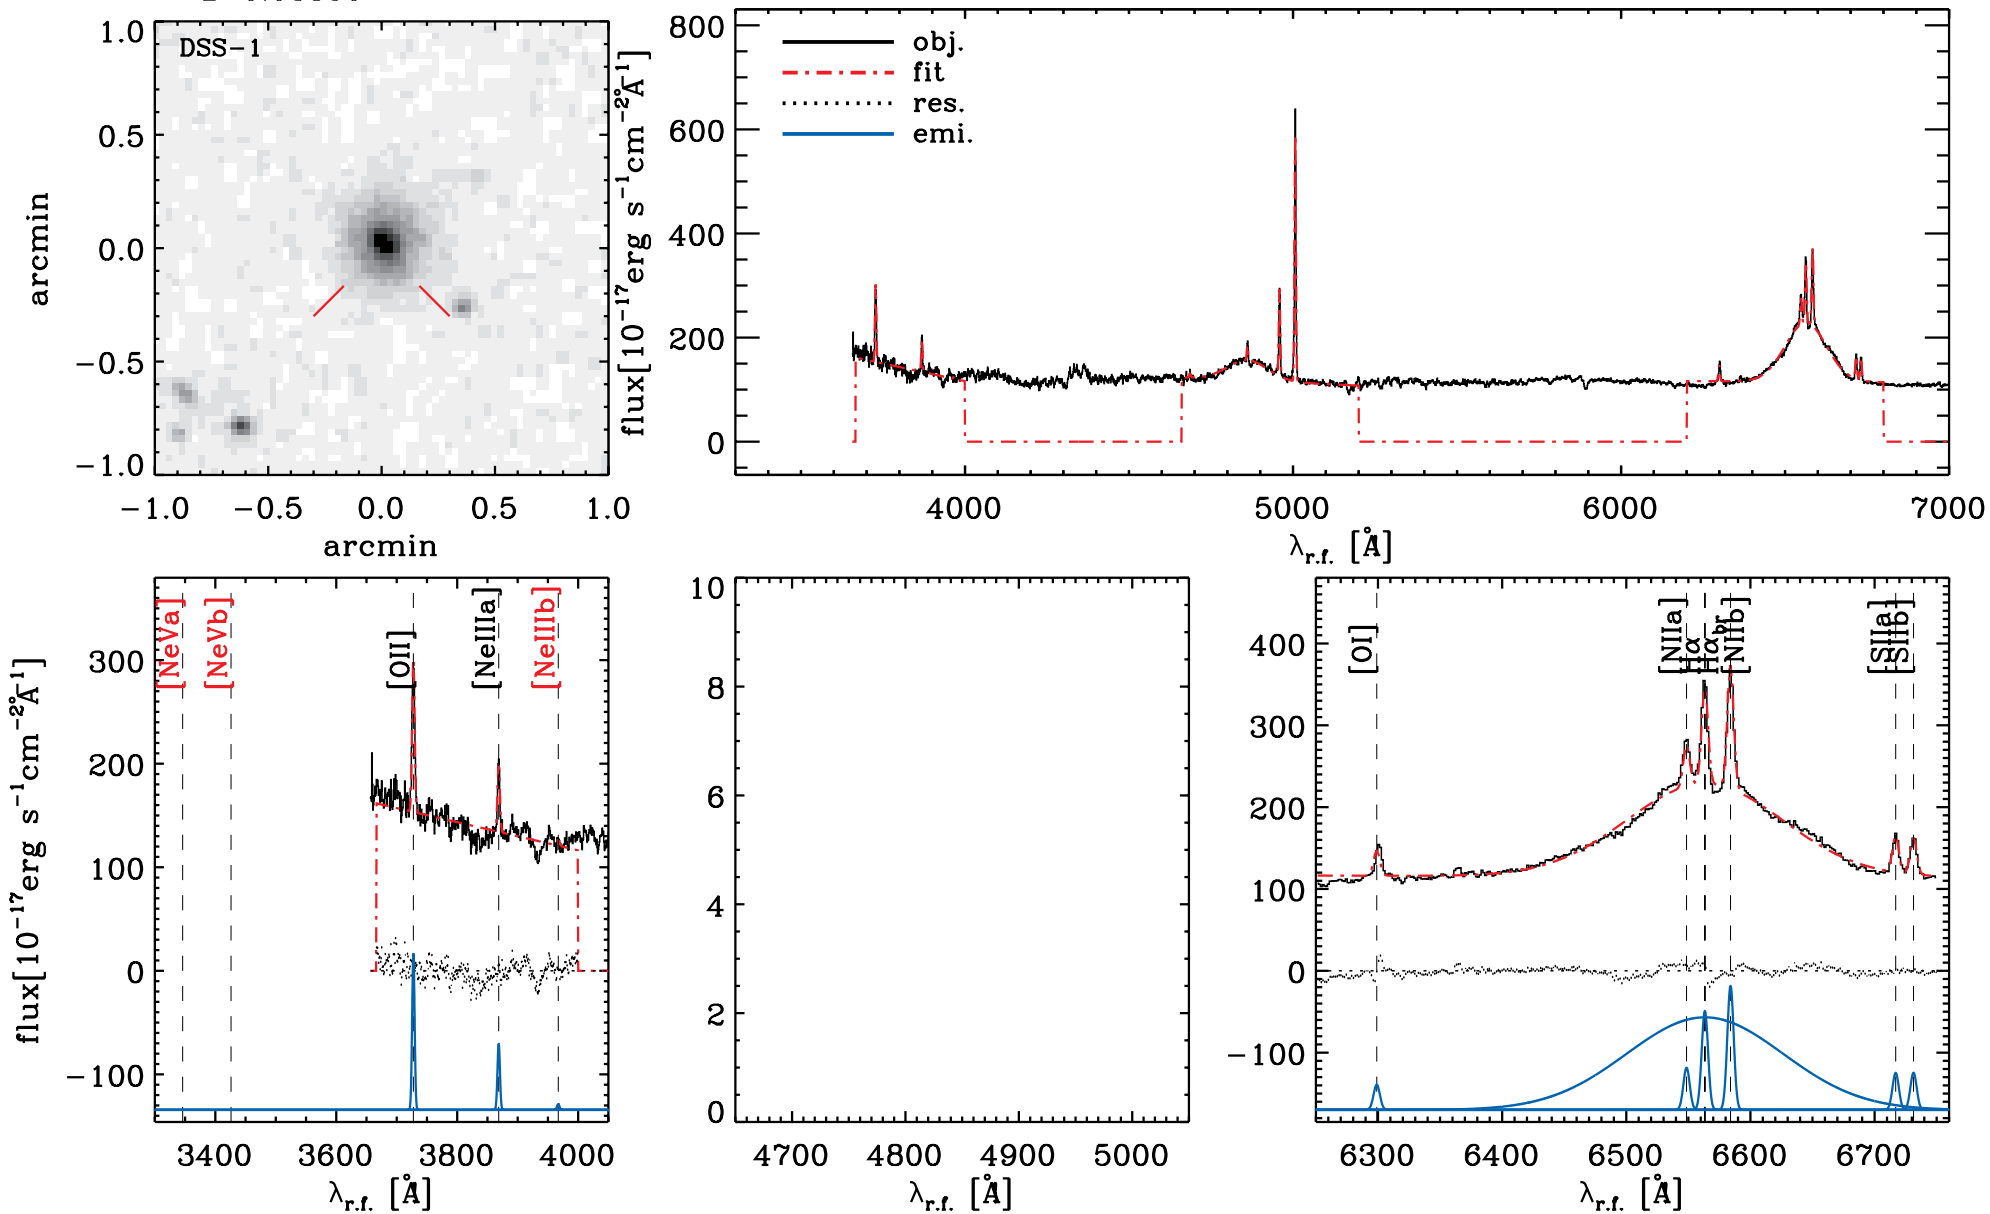 DSS-1
1.0
0.5
0.0
−0.5
−1.0
arcmin
−1.0 −0.5 0.0 0.5 1.0
arcmin
800
600
400
200
0
flux[10⁻¹⁷erg s⁻¹cm⁻²Å⁻¹]
obj.
fit
res.
emi.
4000 5000 6000 7000
λr.f. [Å]
300
200
100
0
−100
flux[10⁻¹⁷erg s⁻¹cm⁻²Å⁻¹]
[NeVa]
[NeVb]
[OII]
[NeIIIa]
[NeIIIb]
3400 3600 3800 4000
λr.f. [Å]
10
8
6
4
2
0
4700 4800 4900 5000
λr.f. [Å]
400
300
200
100
0
−100
[OI]
[NIIa]
Hα
Hαbr
[NIIb]
[SIIa]
[SIIb]
6300 6400 6500 6600 6700
λr.f. [Å]